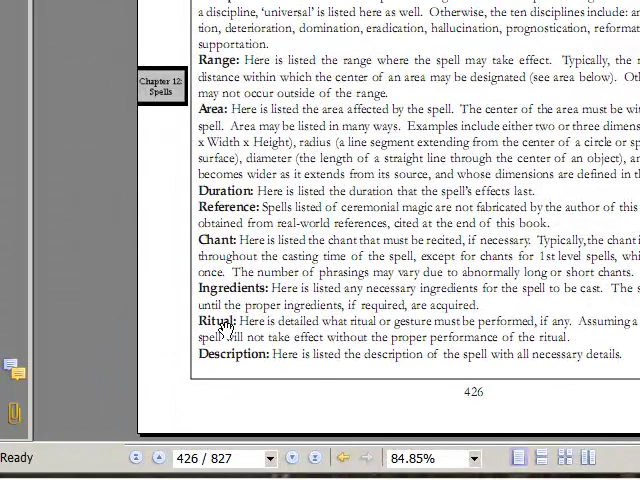 a discipline, 'universal' is listed here as well. Otherwise, the ten disciplines include:
tion, deterioration, domination, eradication, hallucination, prognostication,
supportation.
Range: Here is listed the range where the spell may take effect. Typically, the
distance within which the center of an area may be designated (see area below).
may not occur outside of the range.
Chapter 12:
Spells
Area: Here is listed the area affected by the spell. The center of the area must be
spell. Area may be listed in many ways. Examples include either two or three
x Width x Height), radius (a line segment extending from the center of a circle or
surface), diameter (the length of a straight line through the center of an object),
becomes wider as it extends from its source, and whose dimensions are defined in
Duration: Here is listed the duration that the spell's effects last.
Reference: Spells listed of ceremonial magic are not fabricated by the author of this
obtained from real-world references, cited at the end of this book.
Chant: Here is listed the chant that must be recited, if necessary. Typically, the chant
throughout the casting time of the spell, except for chants for 1st level spells,
once. The number of phrasings may vary due to abnormally long or short chants.
Ingredients: Here is listed any necessary ingredients for the spell to be cast. The
until the proper ingredients, if required, are acquired.
Ritual: Here is detailed what ritual or gesture must be performed, if any. Assuming a
spell will not take effect without the proper performance of the ritual.
Description: Here is listed the description of the spell with all necessary details.
426
Ready
426 / 827
84.85%